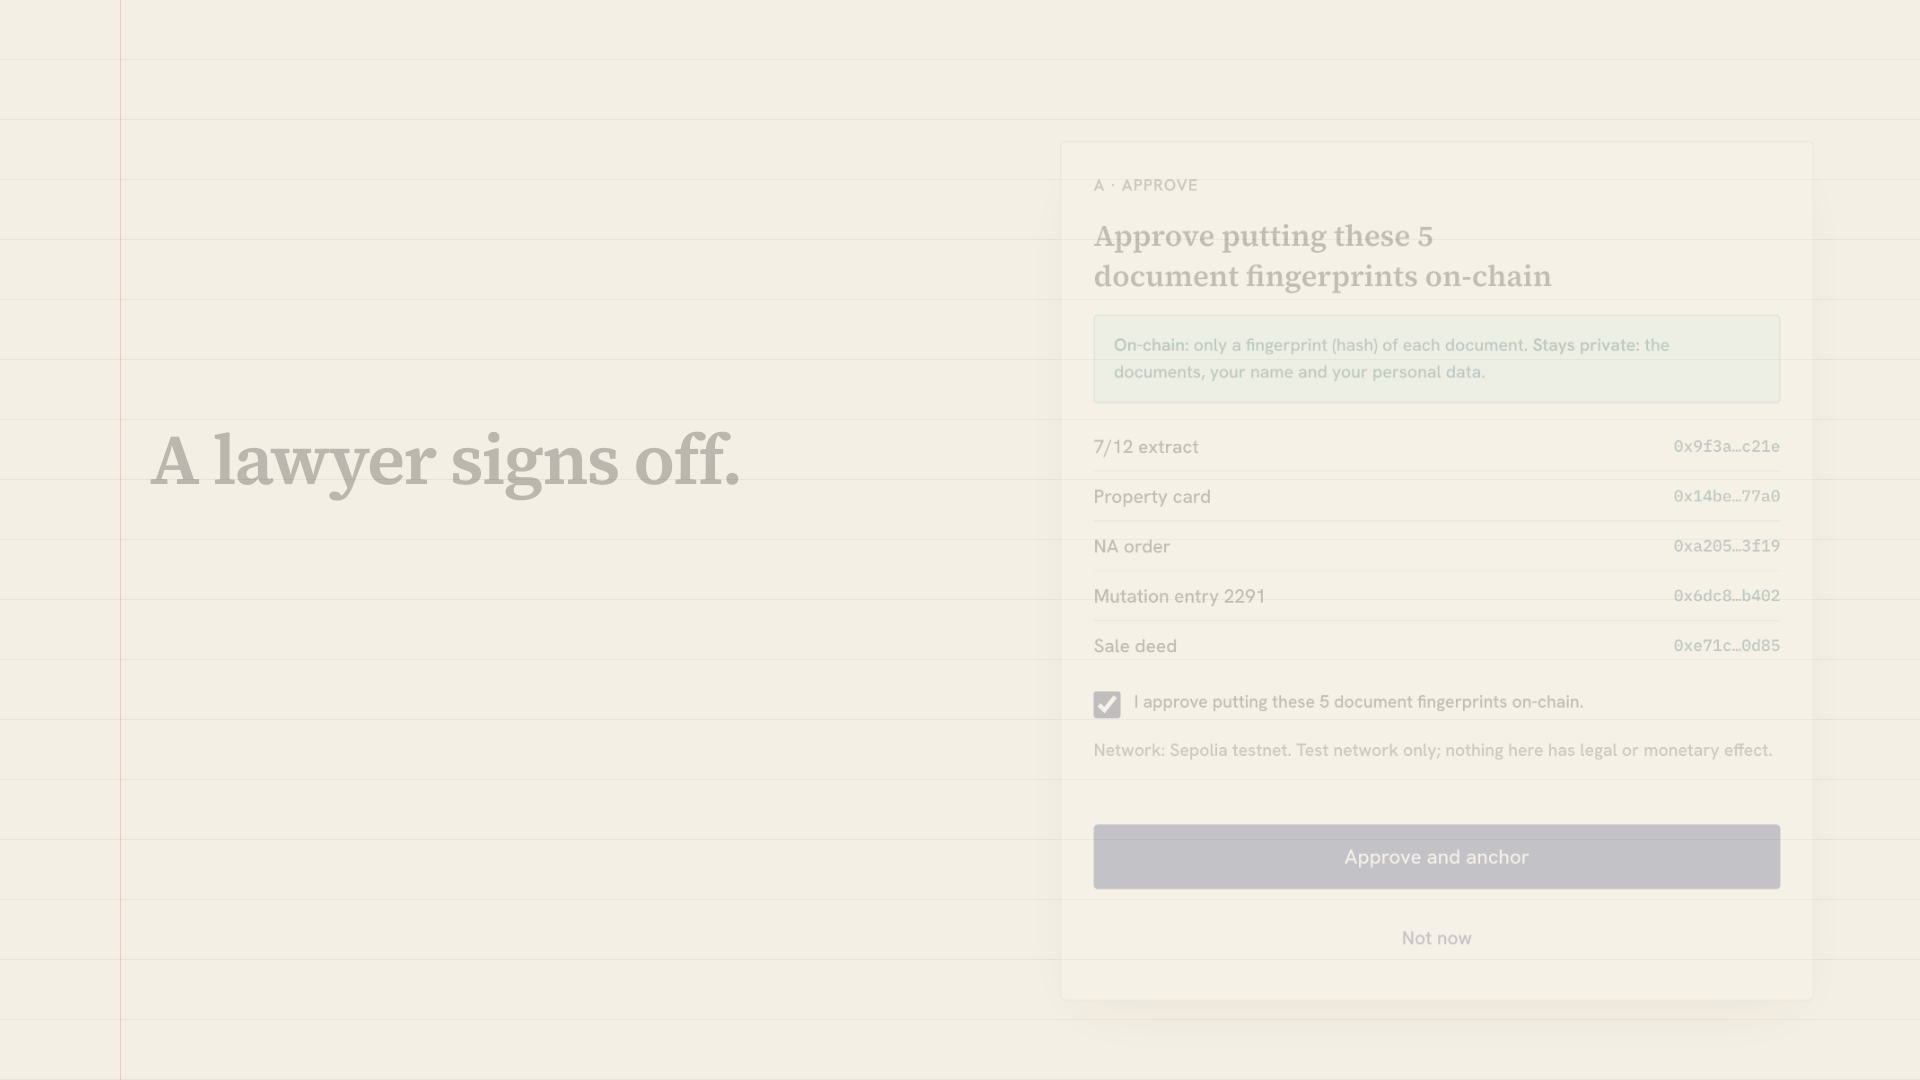 A lawyer signs off.
A · APPROVE
Approve putting these 5
document fingerprints on-chain
On-chain: only a fingerprint (hash) of each document. Stays private: the
documents, your name and your personal data.
7/12 extract 0x9f3a…c21e
Property card 0x14be…77a0
NA order 0xa205…3f19
Mutation entry 2291 0x6dc8…b402
Sale deed 0xe71c…0d85
I approve putting these 5 document fingerprints on-chain.
Network: Sepolia testnet. Test network only; nothing here has legal or monetary effect.
Approve and anchor
Not now